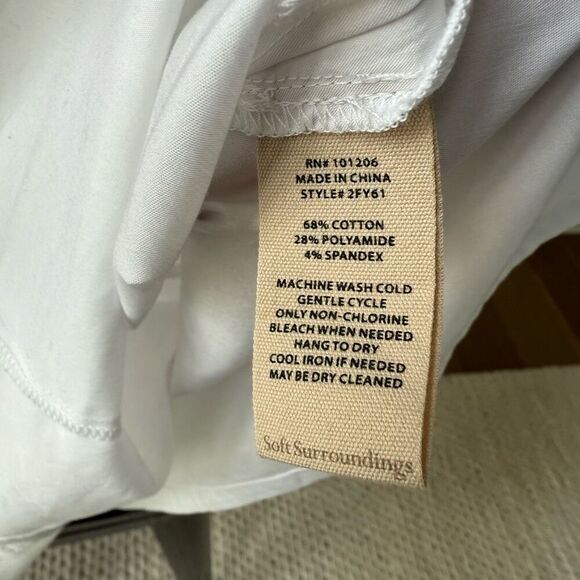 RN# 101206
MADE IN CHINA
STYLE# 2FY61
68% COTTON
28% POLYAMIDE
4% SPANDEX
MACHINE WASH COLD
GENTLE CYCLE
ONLY NON-CHLORINE
BLEACH WHEN NEEDED
HANG TO DRY
COOL IRON IF NEEDED
MAY BE DRY CLEANED
Soft Surroundings